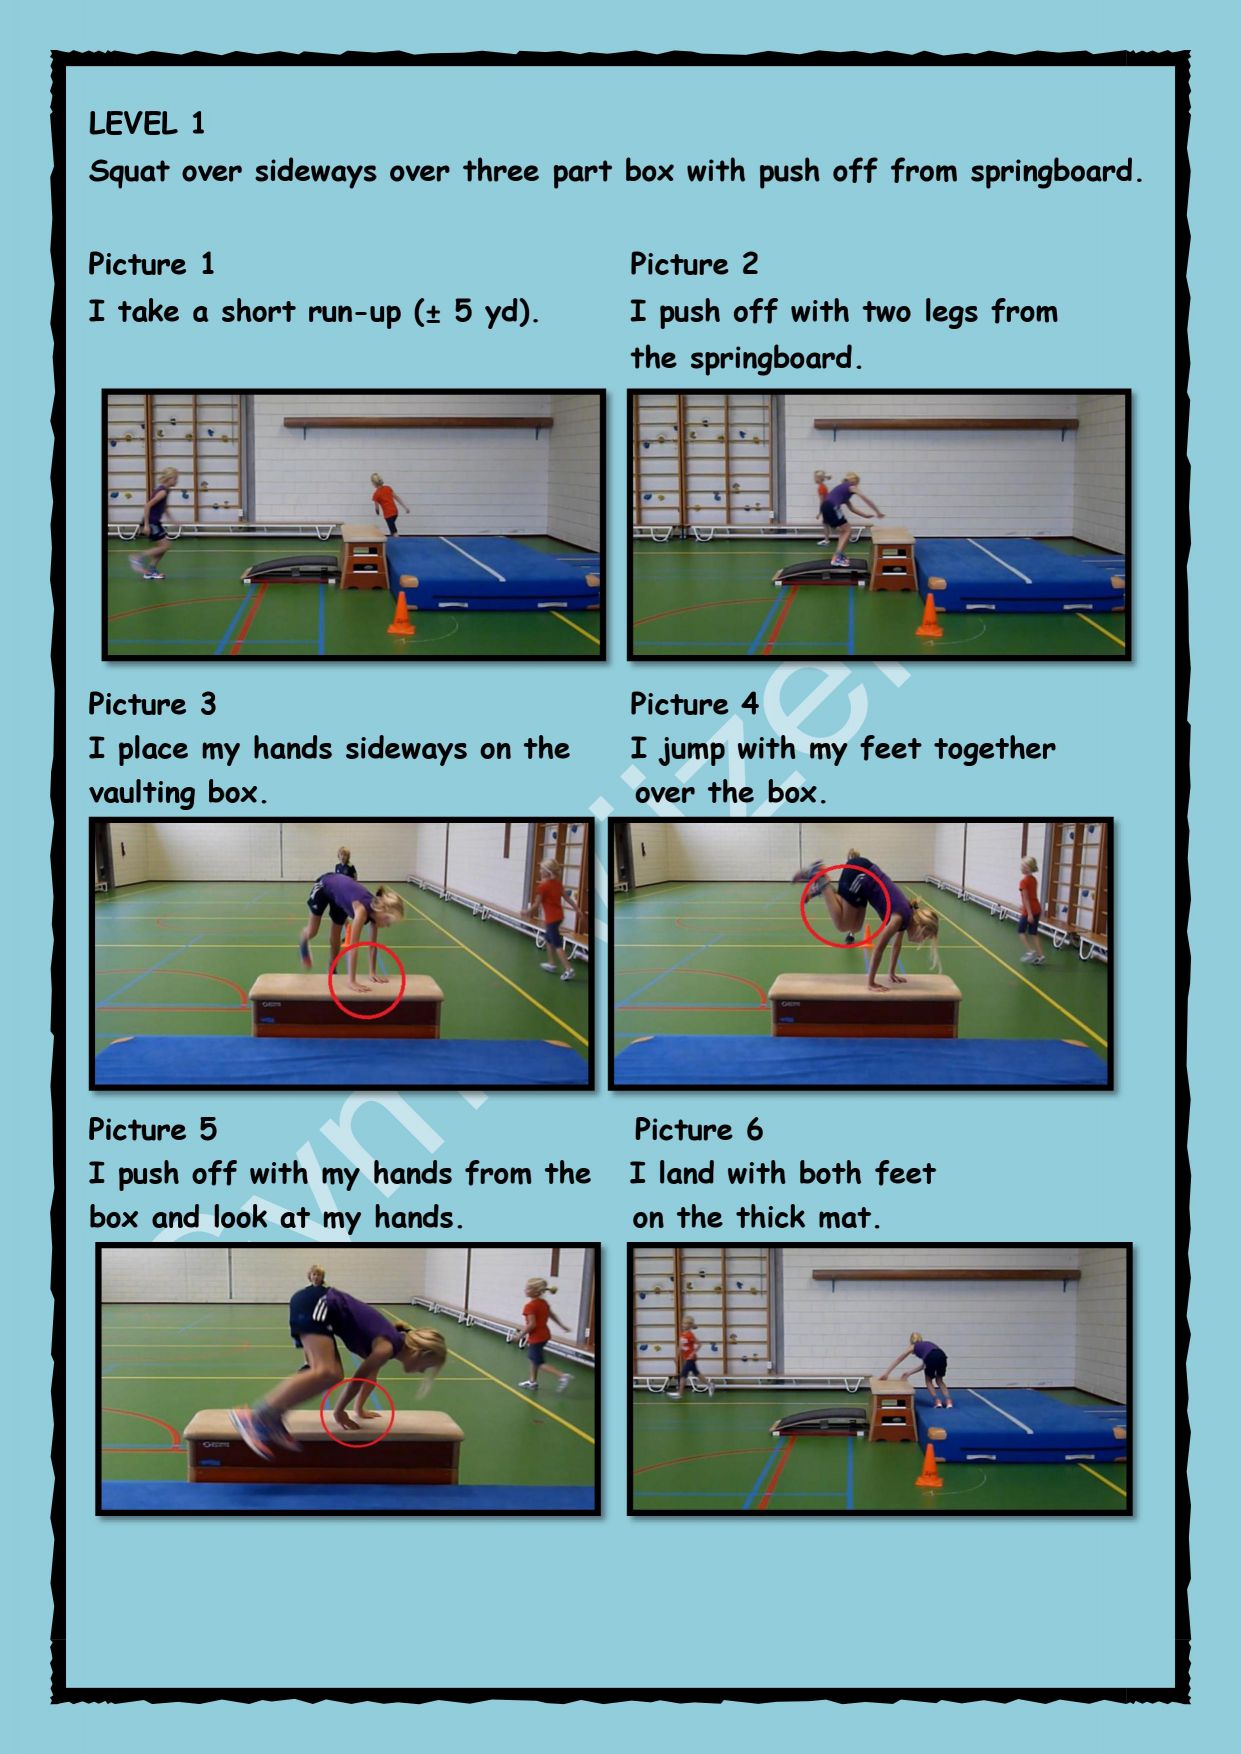 LEVEL 1
Squat over sideways over three part box with push off from springboard.
Picture 1
I take a short run-up (± 5 yd).
Picture 2
I push off with two legs from
the springboard.
Picture 3
I place my hands sideways on the
vaulting box.
Picture 4
I jump with my feet together
over the box.
Picture 5
I push off with my hands from the
box and look at my hands.
Picture 6
I land with both feet
on the thick mat.